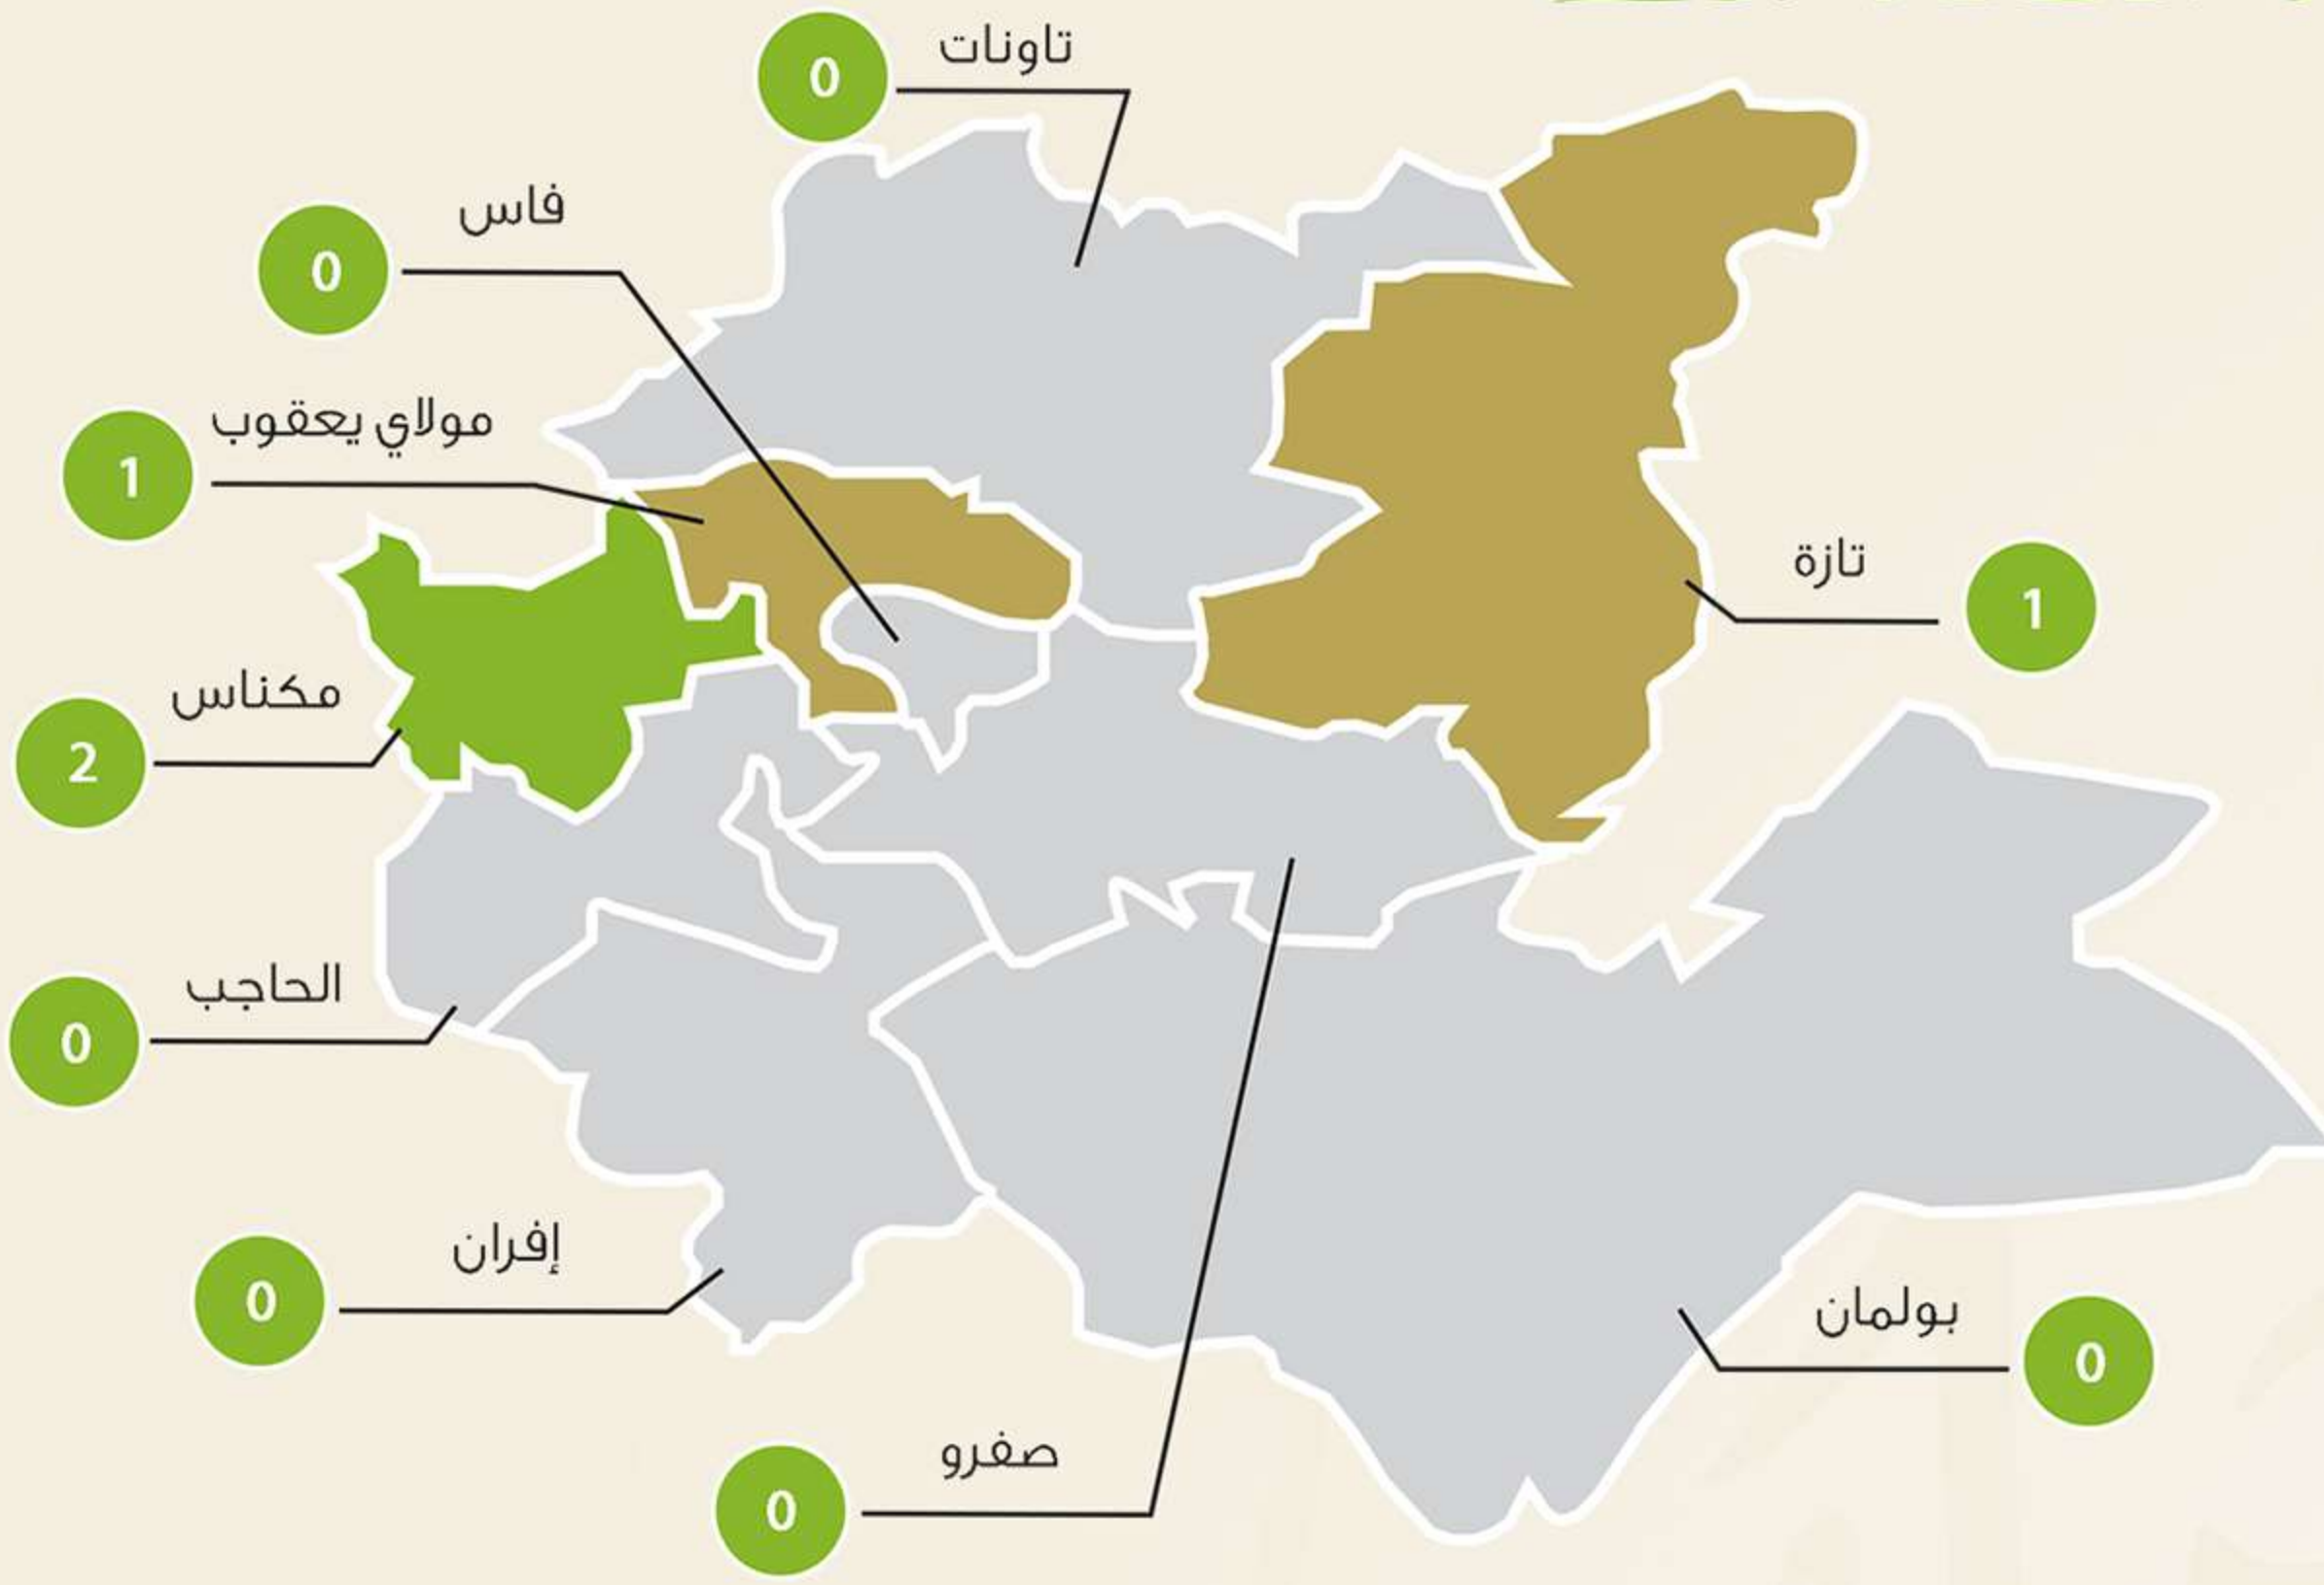 تاونات
0
فاس
0
مولاي يعقوب
1
تازة
1
مكناس
2
الحاجب
0
إفران
0
بولمان
0
صفرو
0